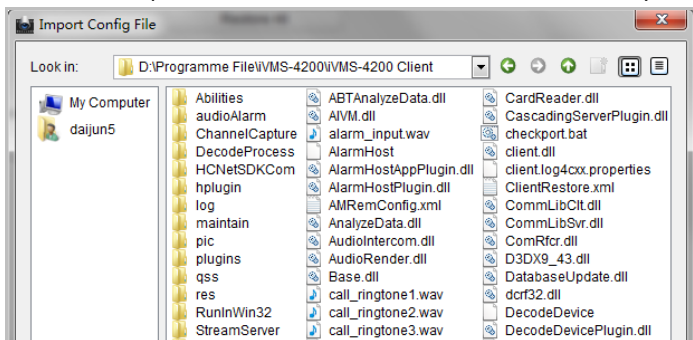 Import Config File
Look in:
D:\Programme File\iVMS-4200\iVMS-4200 Client
My Computer
daijun5
Abilities
audioAlarm
ChannelCapture
DecodeProcess
HCNetSDKCom
hplugin
log
maintain
pic
plugins
qss
res
RunInWin32
StreamServer
ABTAnalyzeData.dll
AIVM.dll
alarm_input.wav
AlarmHost
AlarmHostAppPlugin.dll
AlarmHostPlugin.dll
AMRemConfig.xml
AnalyzeData.dll
AudioIntercom.dll
AudioRender.dll
Base.dll
call_ringtone1.wav
call_ringtone2.wav
call_ringtone3.wav
CardReader.dll
CascadingServerPlugin.dll
checkport.bat
client.dll
client.log4cxx.properties
ClientRestore.xml
CommLibClt.dll
CommLibSvr.dll
ComRfcr.dll
D3DX9_43.dll
DatabaseUpdate.dll
dcrf32.dll
DecodeDevice
DecodeDevicePlugin.dll